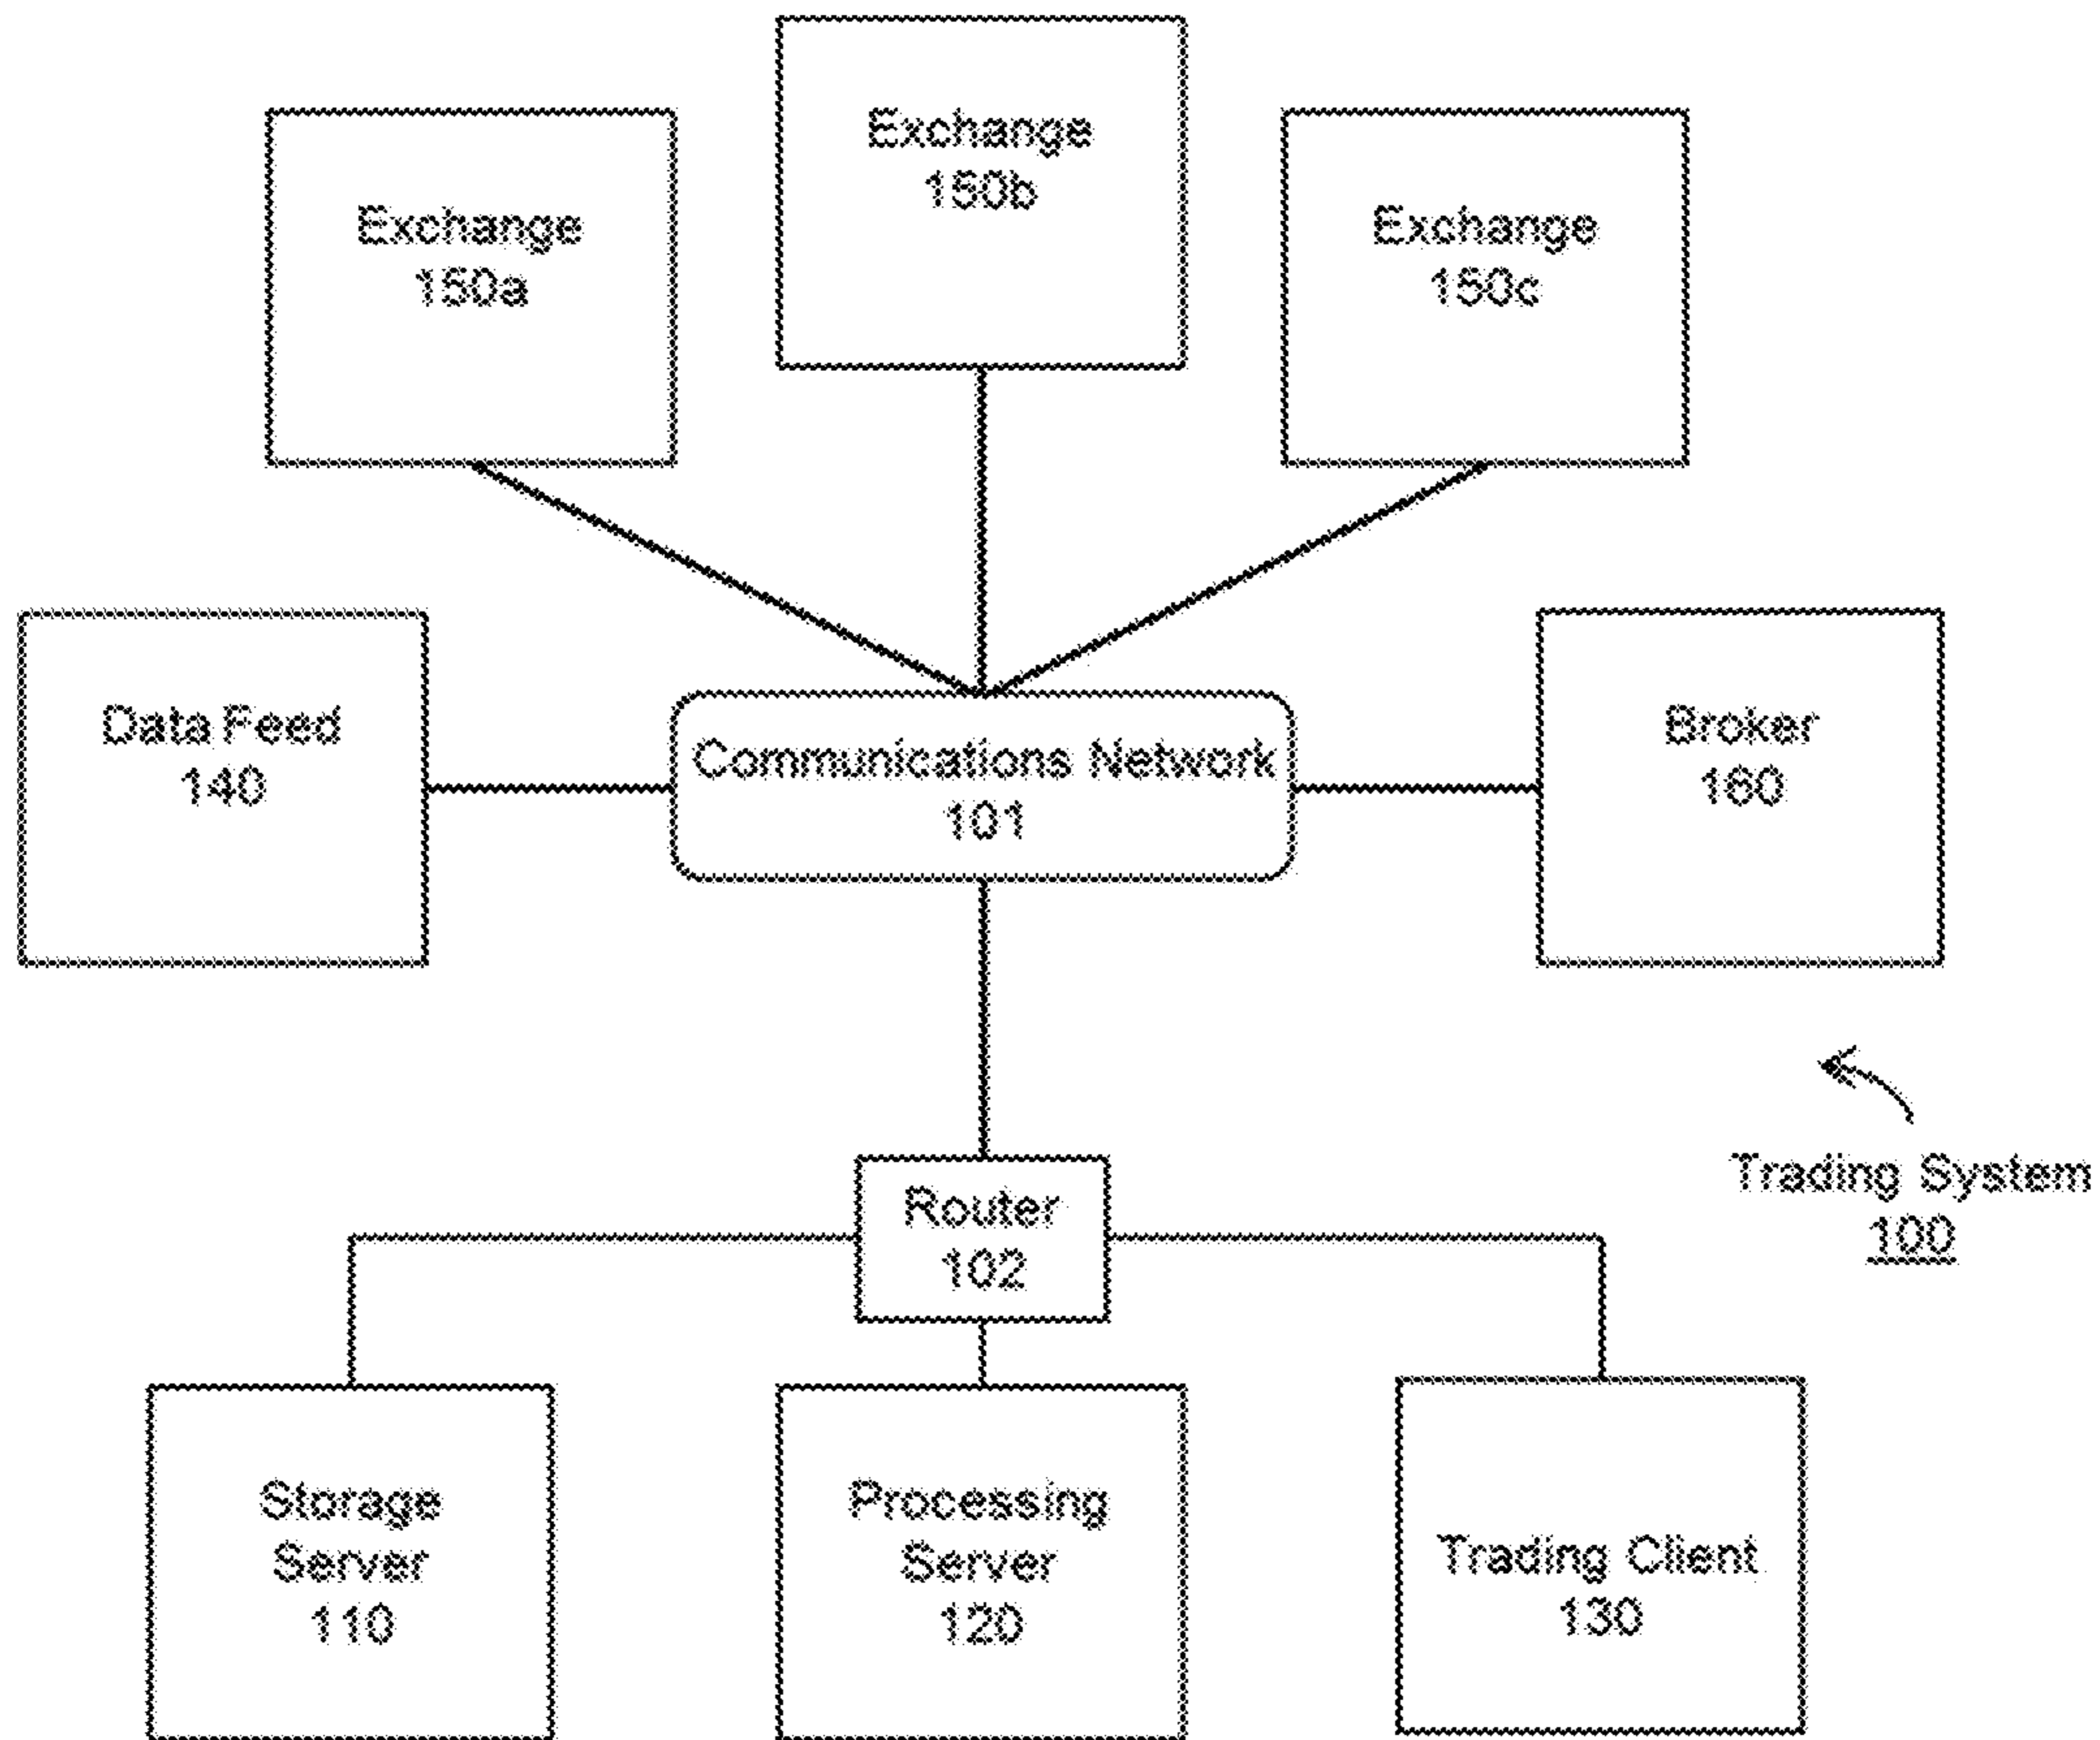 Exchange
150b
Exchange
150a
Exchange
150c
Data Feed
140
Communications Network
101
Broker
160
Trading System
100
Router
102
Storage
Server
110
Processing
Server
120
Trading Client
130